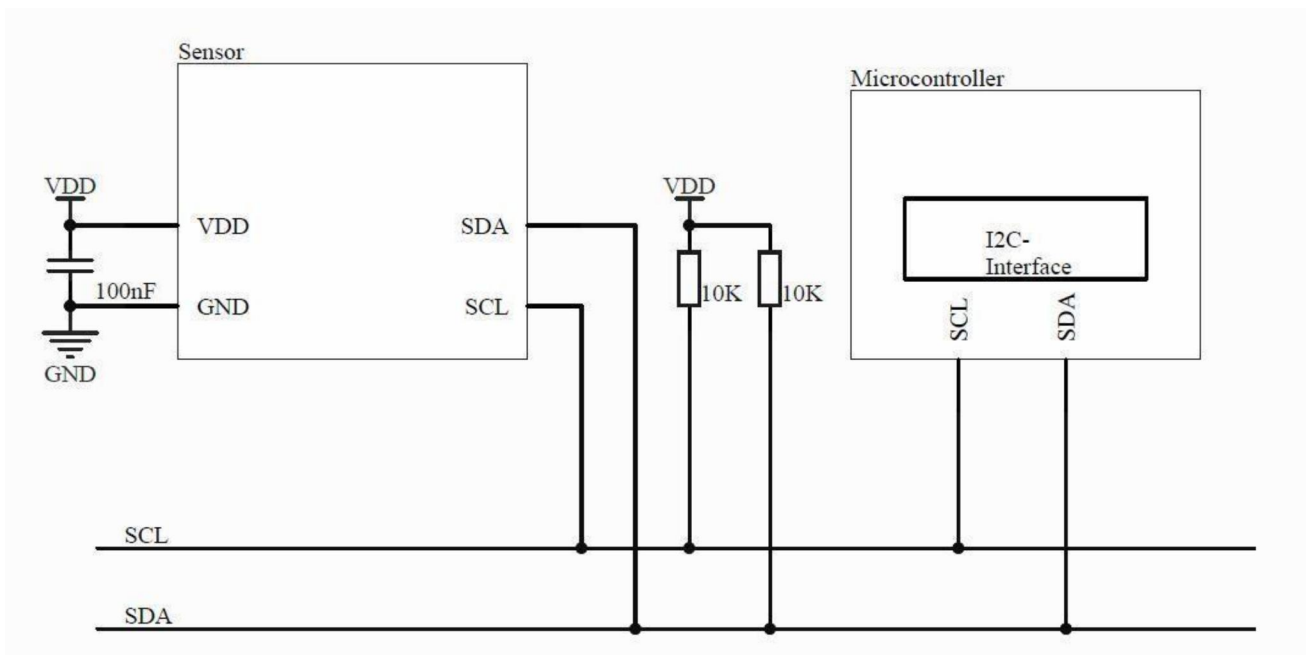 Sensor
Microcontroller
VDD
VDD
VDD
SDA
I2C-
Interface
100nF
GND
SCL
10K
10K
SCL
SDA
GND
SCL
SDA